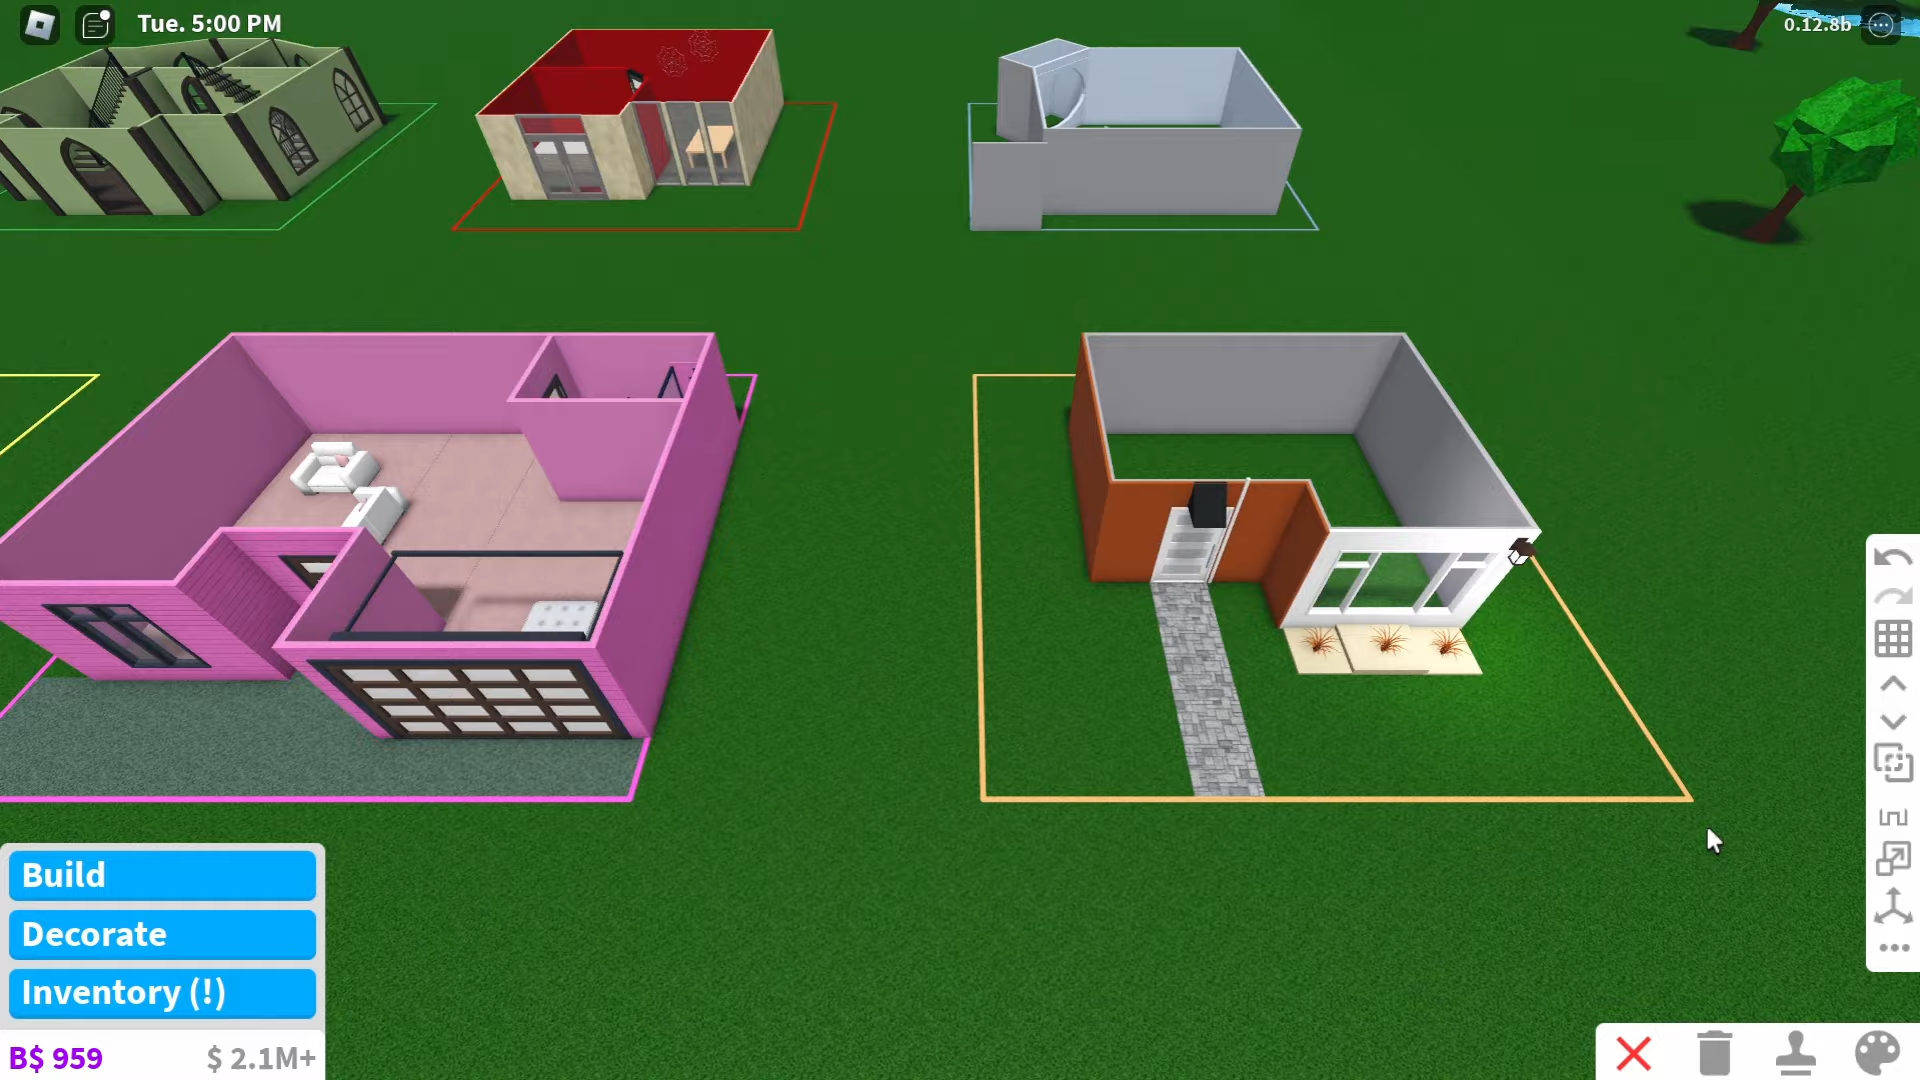 Tue. 5:00 PM
0.12.8b
Build
Decorate
Inventory (!)
B$ 959
$ 2.1M+